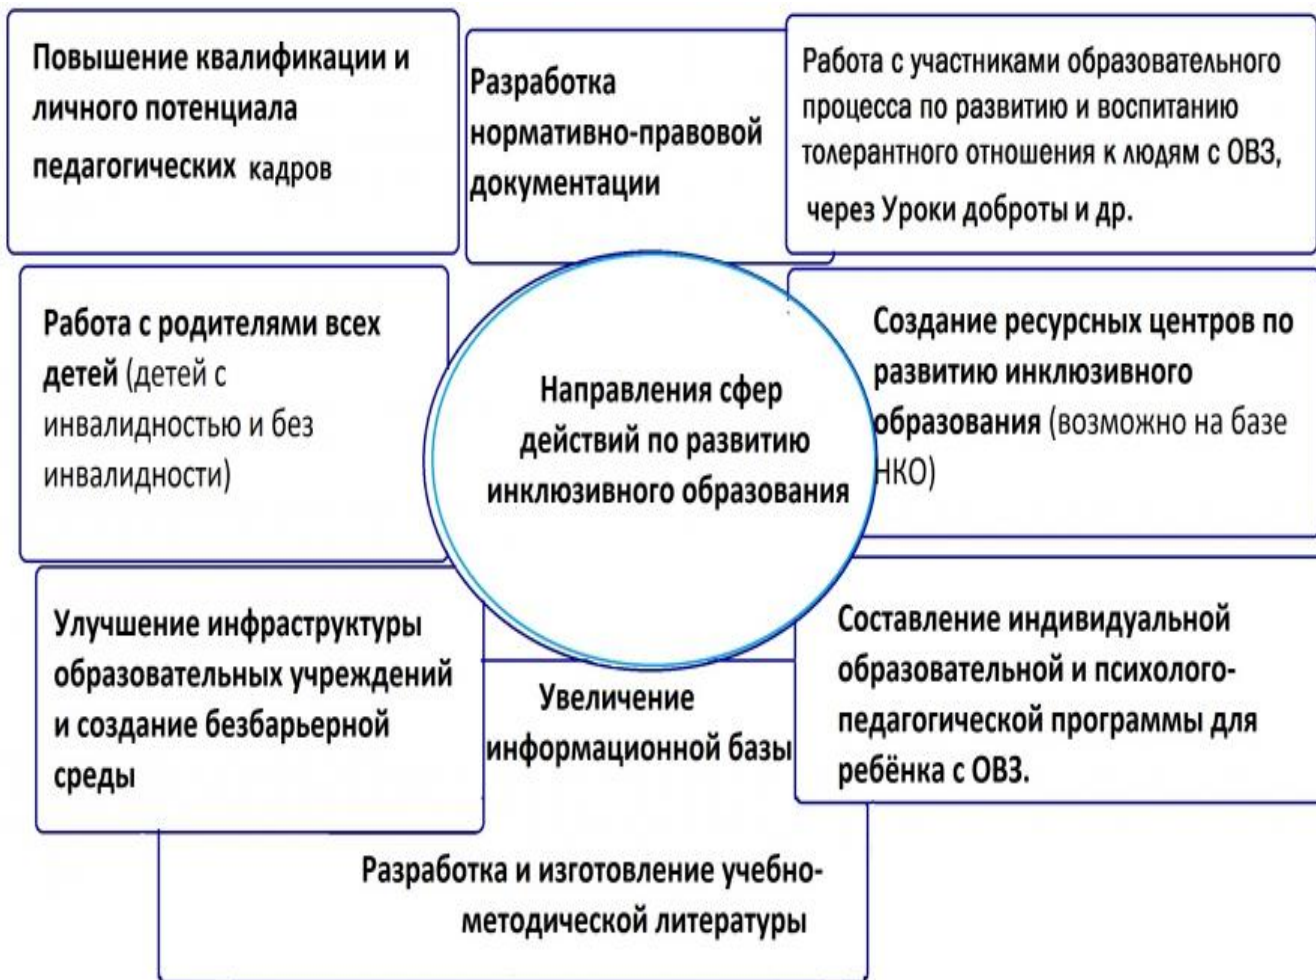 Повышение квалификации и
личного потенциала
педагогических кадров
Разработка
нормативно-правовой
документации
Работа с участниками образовательного
процесса по развитию и воспитанию
толерантного отношения к людям с ОВЗ,
через Уроки доброты и др.
Работа с родителями всех
детей (детей с
инвалидностью и без
инвалидности)
Направления сфер
действий по развитию
инклюзивного образования
Создание ресурсных центров по
развитию инклюзивного
образования (возможно на базе
НКО)
Улучшение инфраструктуры
образовательных учреждений
и создание безбарьерной
среды
Увеличение
информационной базы
Составление индивидуальной
образовательной и психолого-
педагогической программы для
ребёнка с ОВЗ.
Разработка и изготовление учебно-
методической литературы